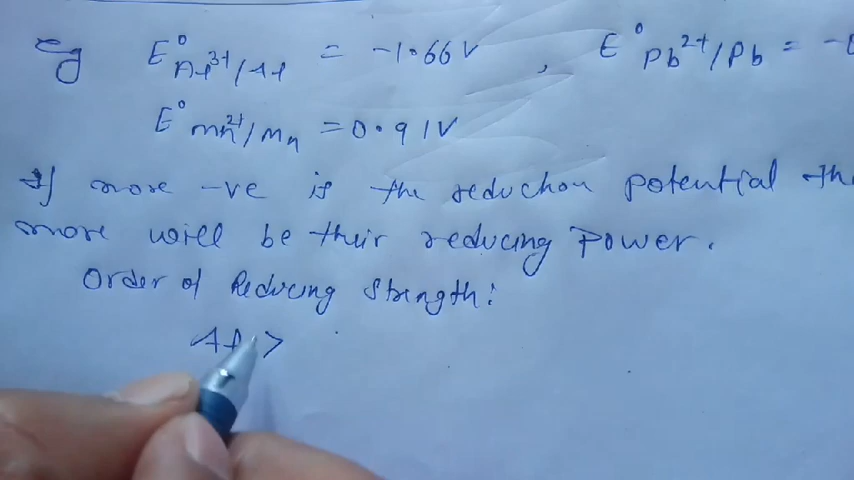 eg E° Al³⁺/Al = -1.66V , E° Pb²⁺/Pb = -0
E° Mn²⁺/Mn = 0.91V
If more -ve is the reduction potential the
more will be their reducing Power.
Order of Reducing Strength:
Al >